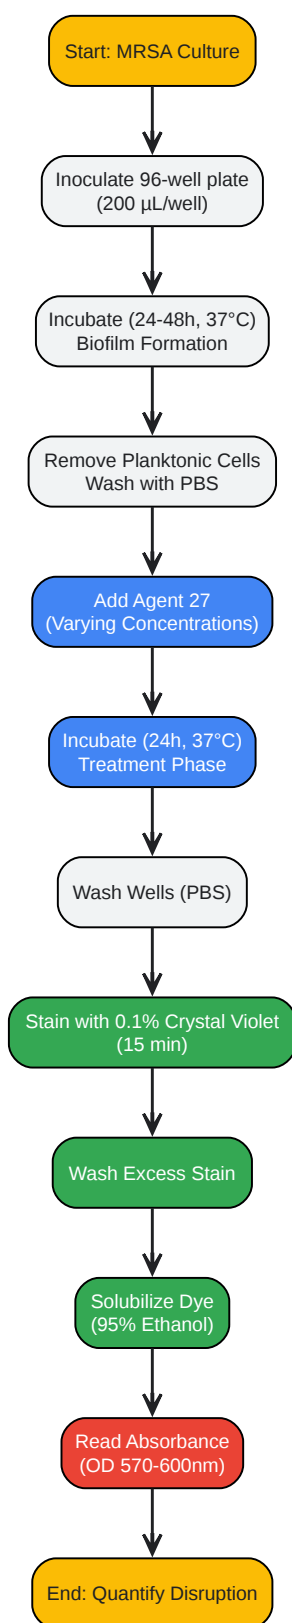 Start: MRSA Culture
Inoculate 96-well plate
(200 µL/well)
Incubate (24-48h, 37°C)
Biofilm Formation
Remove Planktonic Cells
Wash with PBS
Add Agent 27
(Varying Concentrations)
Incubate (24h, 37°C)
Treatment Phase
Wash Wells (PBS)
Stain with 0.1% Crystal Violet
(15 min)
Wash Excess Stain
Solubilize Dye
(95% Ethanol)
Read Absorbance
(OD 570-600nm)
End: Quantify Disruption